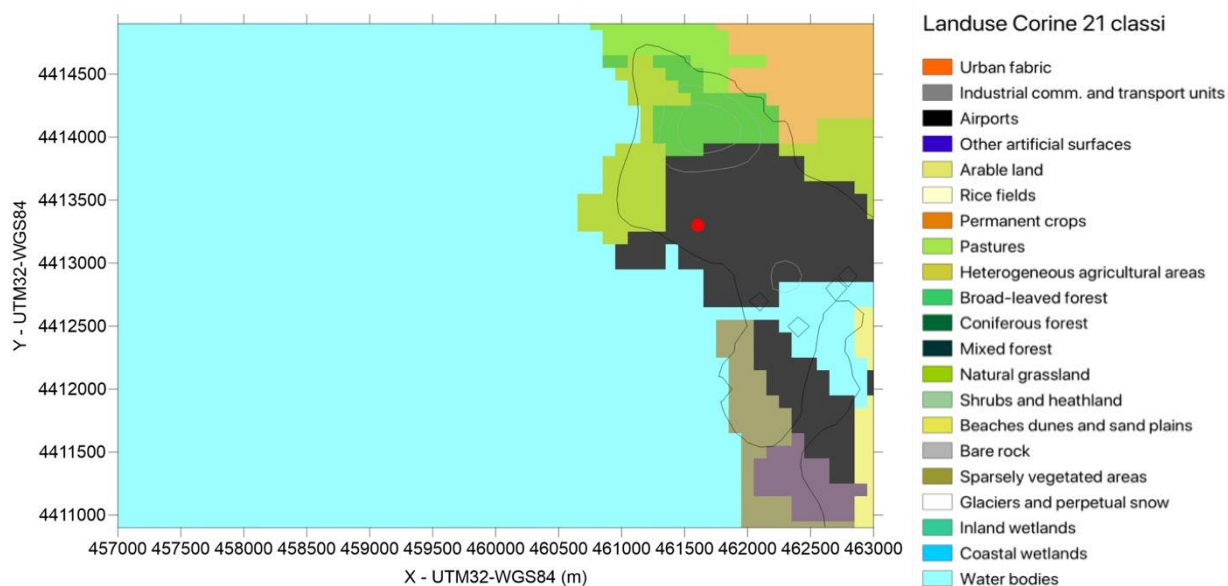 Landuse Corine 21 classi
Urban fabric
Industrial comm. and transport units
Airports
Other artificial surfaces
Arable land
Rice fields
Permanent crops
Pastures
Heterogeneous agricultural areas
Broad-leaved forest
Coniferous forest
Mixed forest
Natural grassland
Shrubs and heathland
Beaches dunes and sand plains
Bare rock
Sparsely vegetated areas
Glaciers and perpetual snow
Inland wetlands
Coastal wetlands
Water bodies
Y - UTM32-WGS84
4414500
4414000
4413500
4413000
4412500
4412000
4411500
4411000
457000 457500 458000 458500 459000 459500 460000 460500 461000 461500 462000 462500 463000
X - UTM32-WGS84 (m)